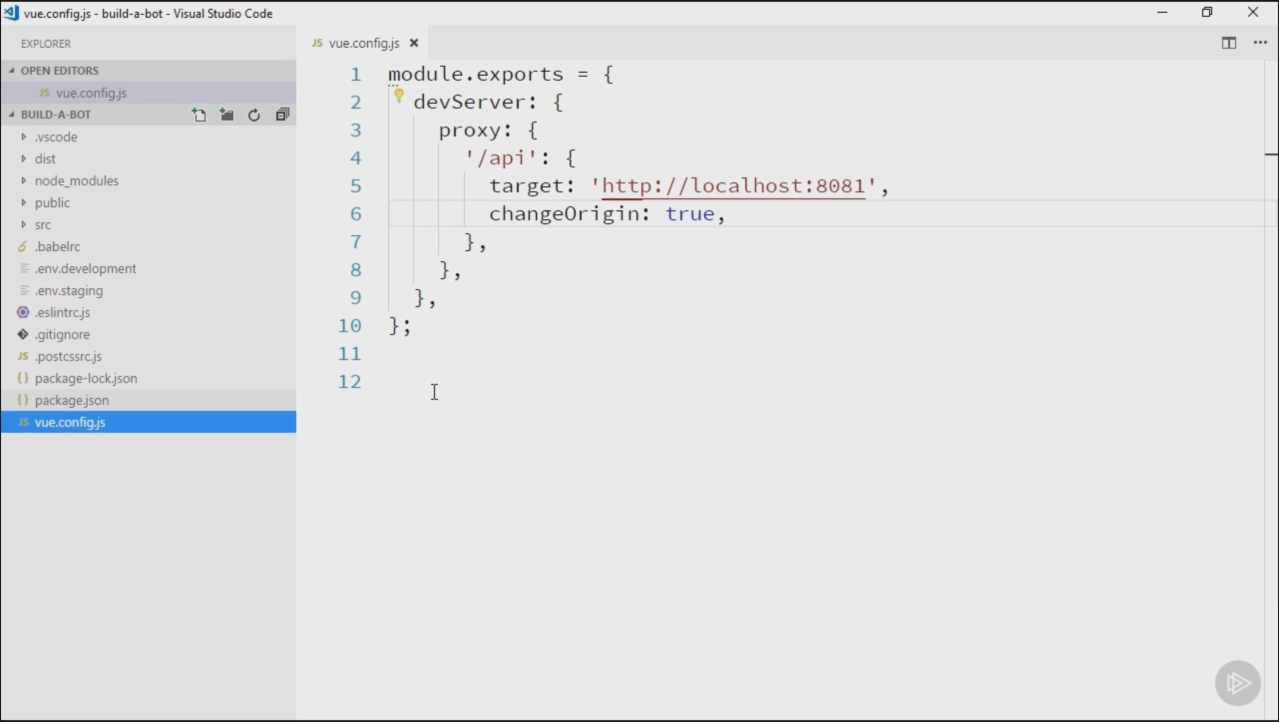 vue.config.js - build-a-bot - Visual Studio Code
EXPLORER
OPEN EDITORS
JS vue.config.js
BUILD-A-BOT
.vscode
dist
node_modules
public
src
.babelrc
.env.development
.env.staging
.eslintrc.js
.gitignore
JS .postcssrc.js
{} package-lock.json
{} package.json
JS vue.config.js
JS vue.config.js
1 module.exports = {
2 devServer: {
3 proxy: {
4 '/api': {
5 target: 'http://localhost:8081',
6 changeOrigin: true,
7 },
8 },
9 },
10 };
11
12